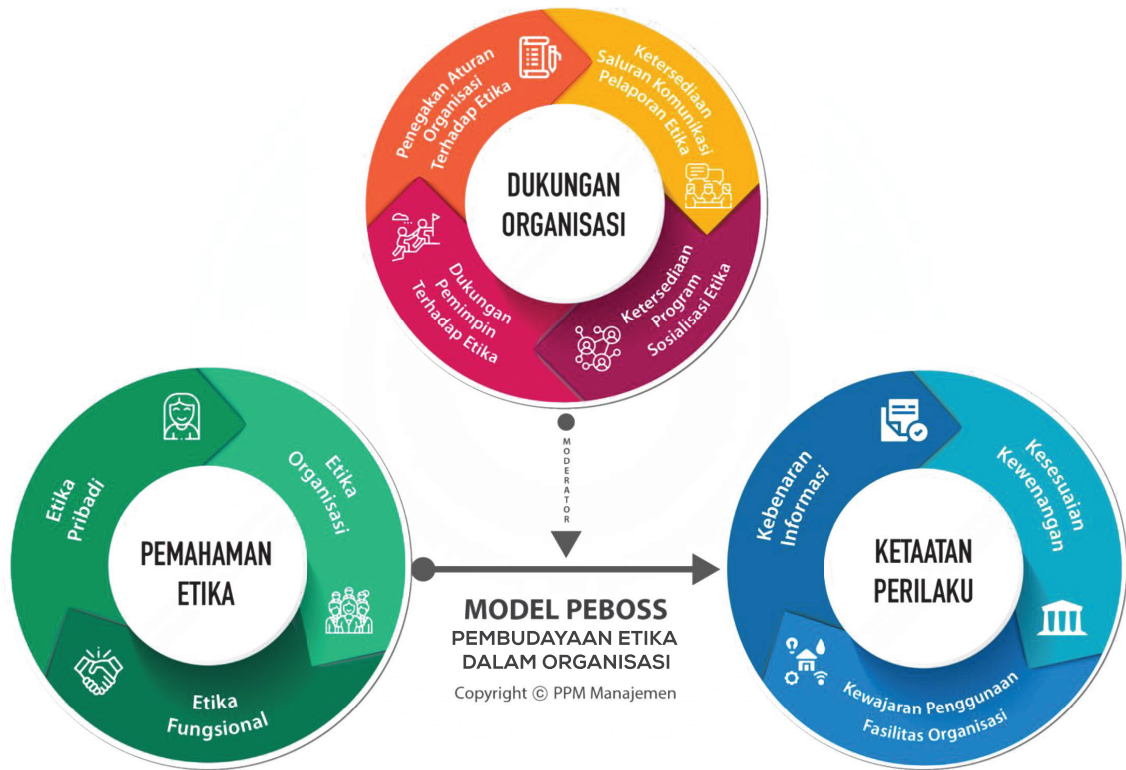 Penegakan Aturan
Organisasi
Terhadap Etika
Ketersediaan
Saluran Komunikasi
Pelaporan Etika
DUKUNGAN
ORGANISASI
Dukungan
Pemimpin
Terhadap Etika
Ketersediaan
Program
Sosialisasi Etika
MODERATOR
Etika
Pribadi
Etika
Organisasi
PEMAHAMAN
ETIKA
Etika
Fungsional
MODEL PEBOSS
PEMBUDAYAAN ETIKA
DALAM ORGANISASI
Copyright © PPM Manajemen
Kebenaran
Informasi
Kesesuaian
Kewenangan
KETAATAN
PERILAKU
Kewajaran Penggunaan
Fasilitas Organisasi